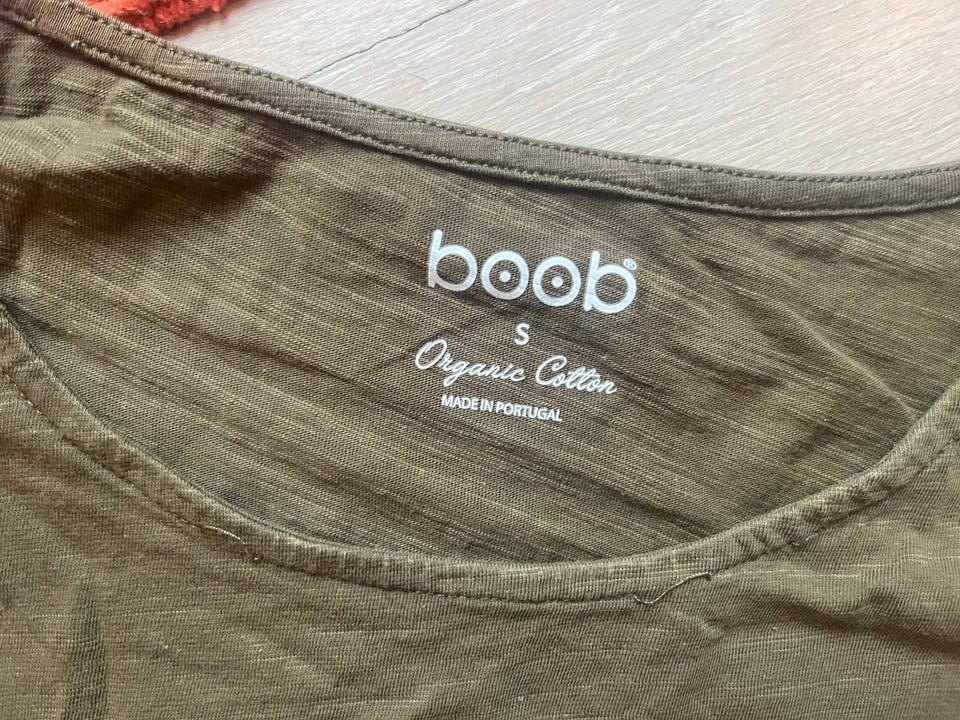 boob®
S
Organic Cotton
MADE IN PORTUGAL